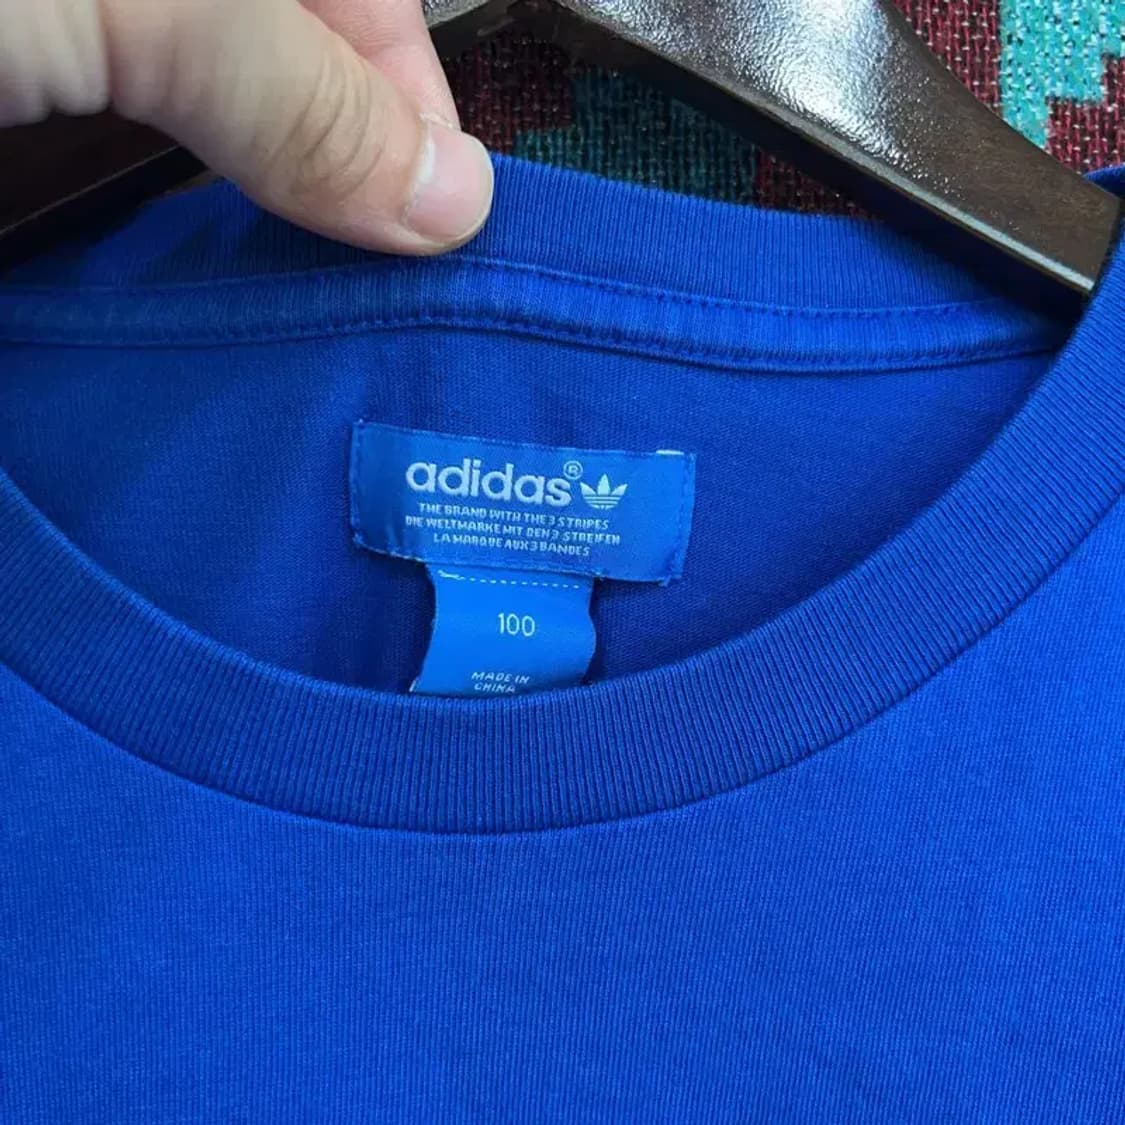 adidas®
THE BRAND WITH THE 3 STRIPES
DIE WELTMARKE MIT DEN 3 STREIFEN
LA MARQUE AUX 3 BANDES
100
MADE IN
CHINA